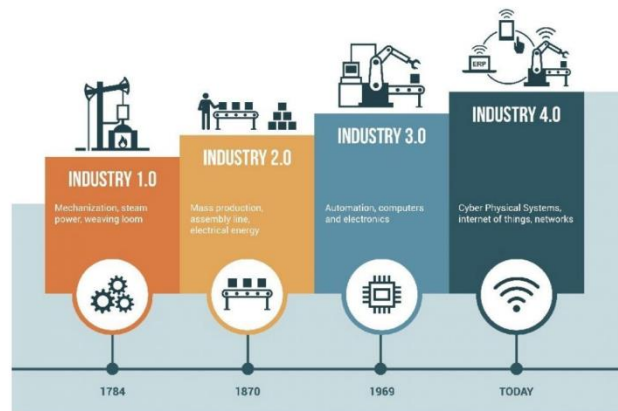 ERP
INDUSTRY 1.0
Mechanization, steam
power, weaving loom
INDUSTRY 2.0
Mass production,
assembly line,
electrical energy
INDUSTRY 3.0
Automation, computers
and electronics
INDUSTRY 4.0
Cyber Physical Systems,
internet of things, networks
1784
1870
1969
TODAY